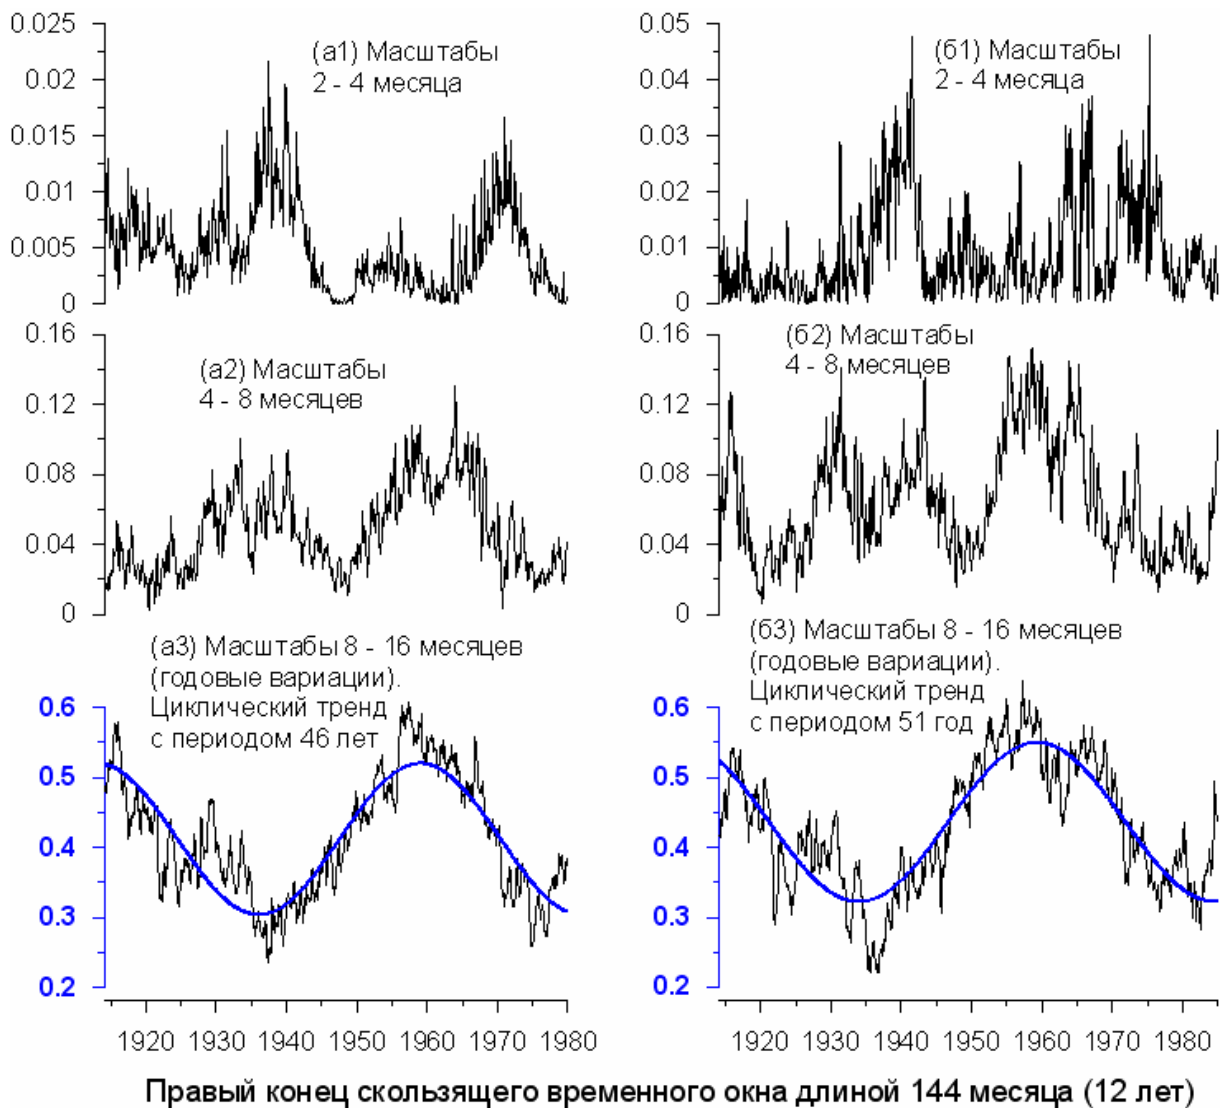 (а1) Масштабы
2 - 4 месяца
0.025
0.02
0.015
0.01
0.005
0
(б1) Масштабы
2 - 4 месяца
0.05
0.04
0.03
0.02
0.01
0
(а2) Масштабы
4 - 8 месяцев
0.16
0.12
0.08
0.04
0
(б2) Масштабы
4 - 8 месяцев
0.16
0.12
0.08
0.04
0
(а3) Масштабы 8 - 16 месяцев
(годовые вариации).
Циклический тренд
с периодом 46 лет
0.6
0.5
0.4
0.3
0.2
1920 1930 1940 1950 1960 1970 1980
(б3) Масштабы 8 - 16 месяцев
(годовые вариации).
Циклический тренд
с периодом 51 год
0.6
0.5
0.4
0.3
0.2
1920 1930 1940 1950 1960 1970 1980
Правый конец скользящего временного окна длиной 144 месяца (12 лет)